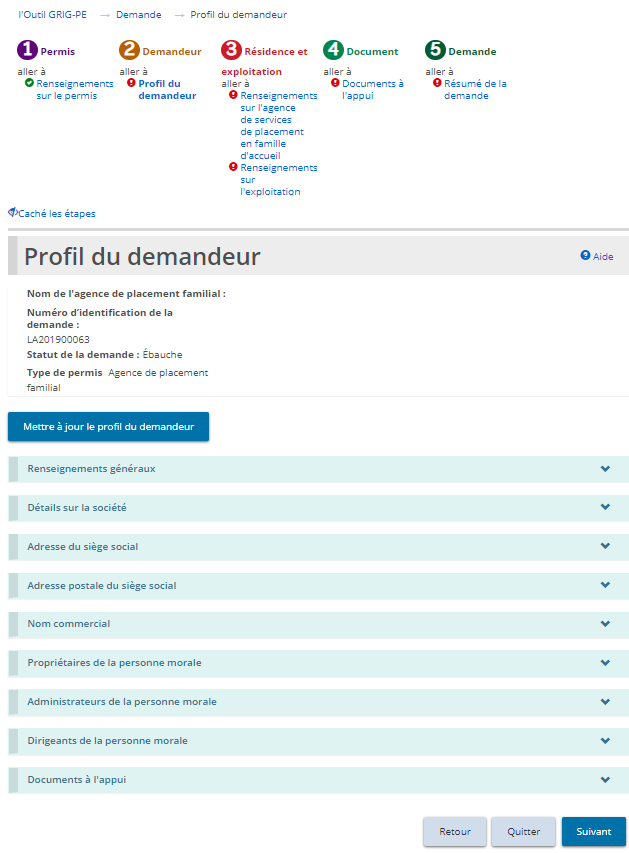 l'Outil GRIG-PE → Demande → Profil du demandeur
1 Permis
aller à
Renseignements
sur le permis
2 Demandeur
aller à
Profil du
demandeur
3 Résidence et
exploitation
aller à
Renseignements
sur l'agence
de services
de placement
en famille
d'accueil
Renseignements
sur
l'exploitation
4 Document
aller à
Documents à
l'appui
5 Demande
aller à
Résumé de la
demande
Caché les étapes
Profil du demandeur
Aide
Nom de l'agence de placement familial :
Numéro d'identification de la
demande :
LA201900063
Statut de la demande : Ébauche
Type de permis Agence de placement
familial
Mettre à jour le profil du demandeur
Renseignements généraux
Détails sur la société
Adresse du siège social
Adresse postale du siège social
Nom commercial
Propriétaires de la personne morale
Administrateurs de la personne morale
Dirigeants de la personne morale
Documents à l'appui
Retour Quitter Suivant